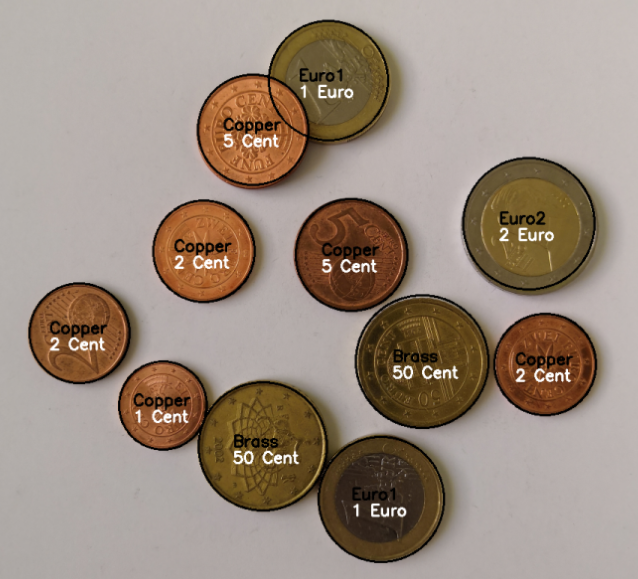 Euro1
1 Euro
Copper
5 Cent
Euro2
2 Euro
Copper
2 Cent
Copper
5 Cent
Copper
2 Cent
Brass
50 Cent
Copper
2 Cent
Copper
1 Cent
Brass
50 Cent
2002
Euro1
1 Euro